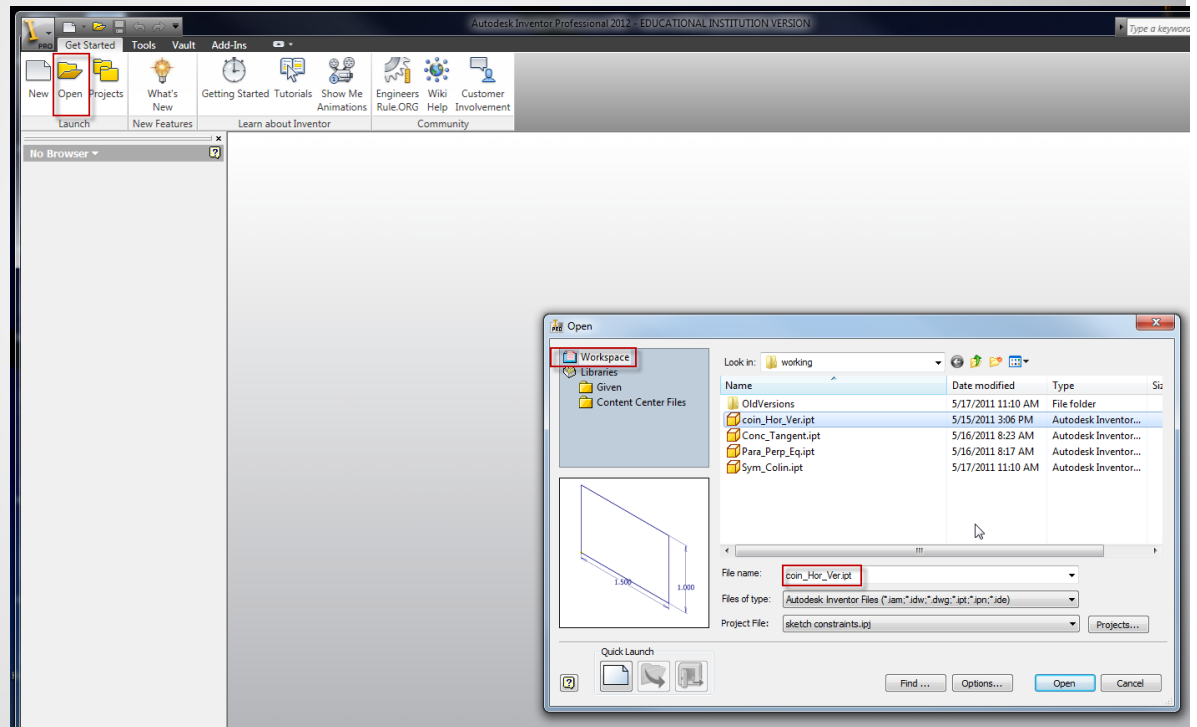 Autodesk Inventor Professional 2012 - EDUCATIONAL INSTITUTION VERSION
Type a keyword
PRO
Get Started Tools Vault Add-Ins
New Open Projects What's New Getting Started Tutorials Show Me Animations Engineers Rule.ORG Wiki Help Customer Involvement
Launch New Features Learn about Inventor Community
No Browser
Open
Workspace
Libraries
Given
Content Center Files
Look in: working
Name Date modified Type Siz
OldVersions 5/17/2011 11:10 AM File folder
coin_Hor_Ver.ipt 5/15/2011 3:06 PM Autodesk Inventor...
Conc_Tangent.ipt 5/16/2011 8:23 AM Autodesk Inventor...
Para_Perp_Eq.ipt 5/16/2011 8:17 AM Autodesk Inventor...
Sym_Colin.ipt 5/17/2011 11:10 AM Autodesk Inventor...
1.500
1.000
File name: coin_Hor_Ver.ipt
Files of type: Autodesk Inventor Files (*.iam;*.idw;*.dwg;*.ipt;*.ipn;*.ide)
Project File: sketch constraints.ipj Projects...
Quick Launch
Find ... Options... Open Cancel